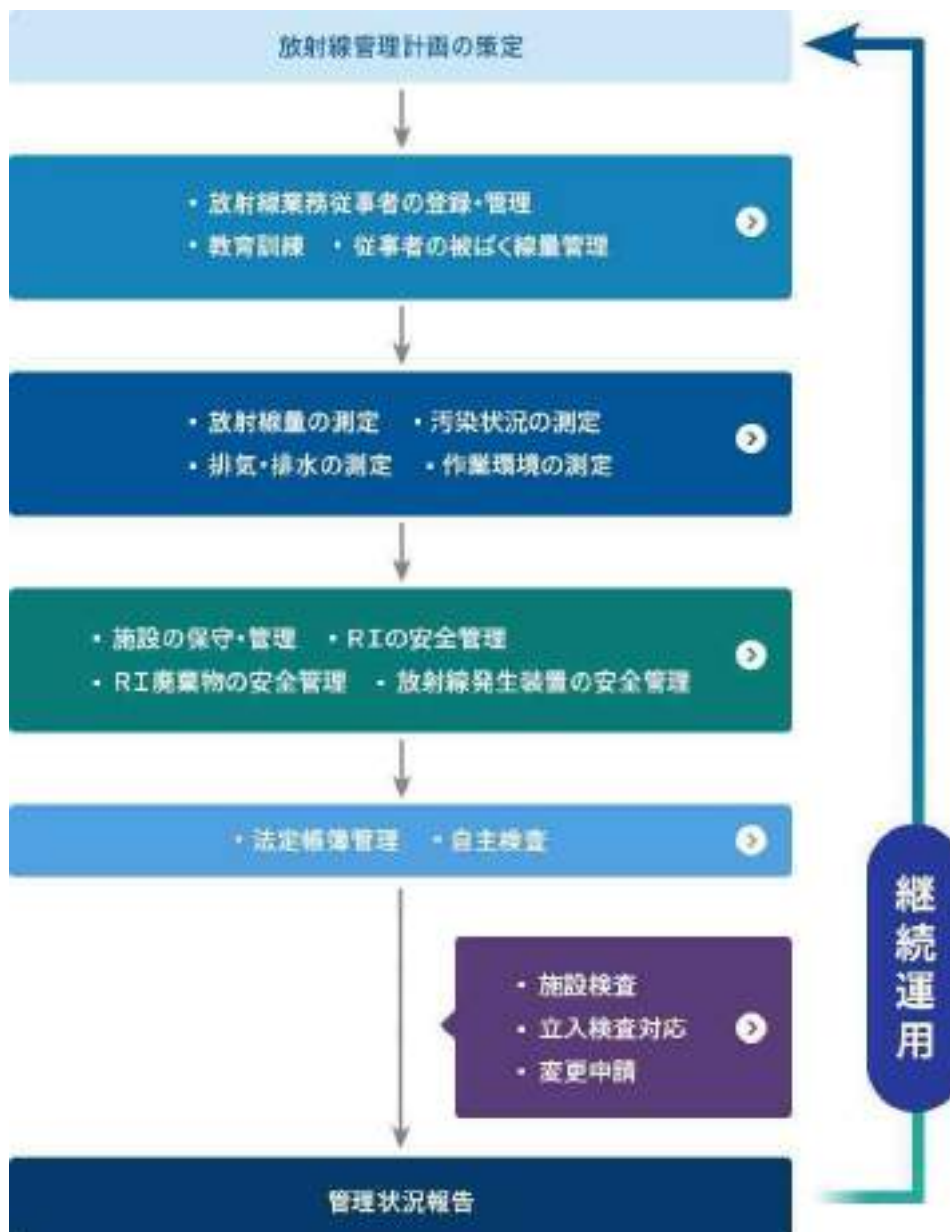 放射線管理計画の策定
・放射線業務従事者の登録・管理
・教育訓練 ・従事者の被ばく線量管理
・放射線量の測定 ・汚染状況の測定
・排気・排水の測定 ・作業環境の測定
・施設の保守・管理 ・RIの安全管理
・RI廃棄物の安全管理 ・放射線発生装置の安全管理
・法定帳簿管理 ・自主検査
・施設検査
・立入検査対応
・変更申請
管理状況報告
継続運用